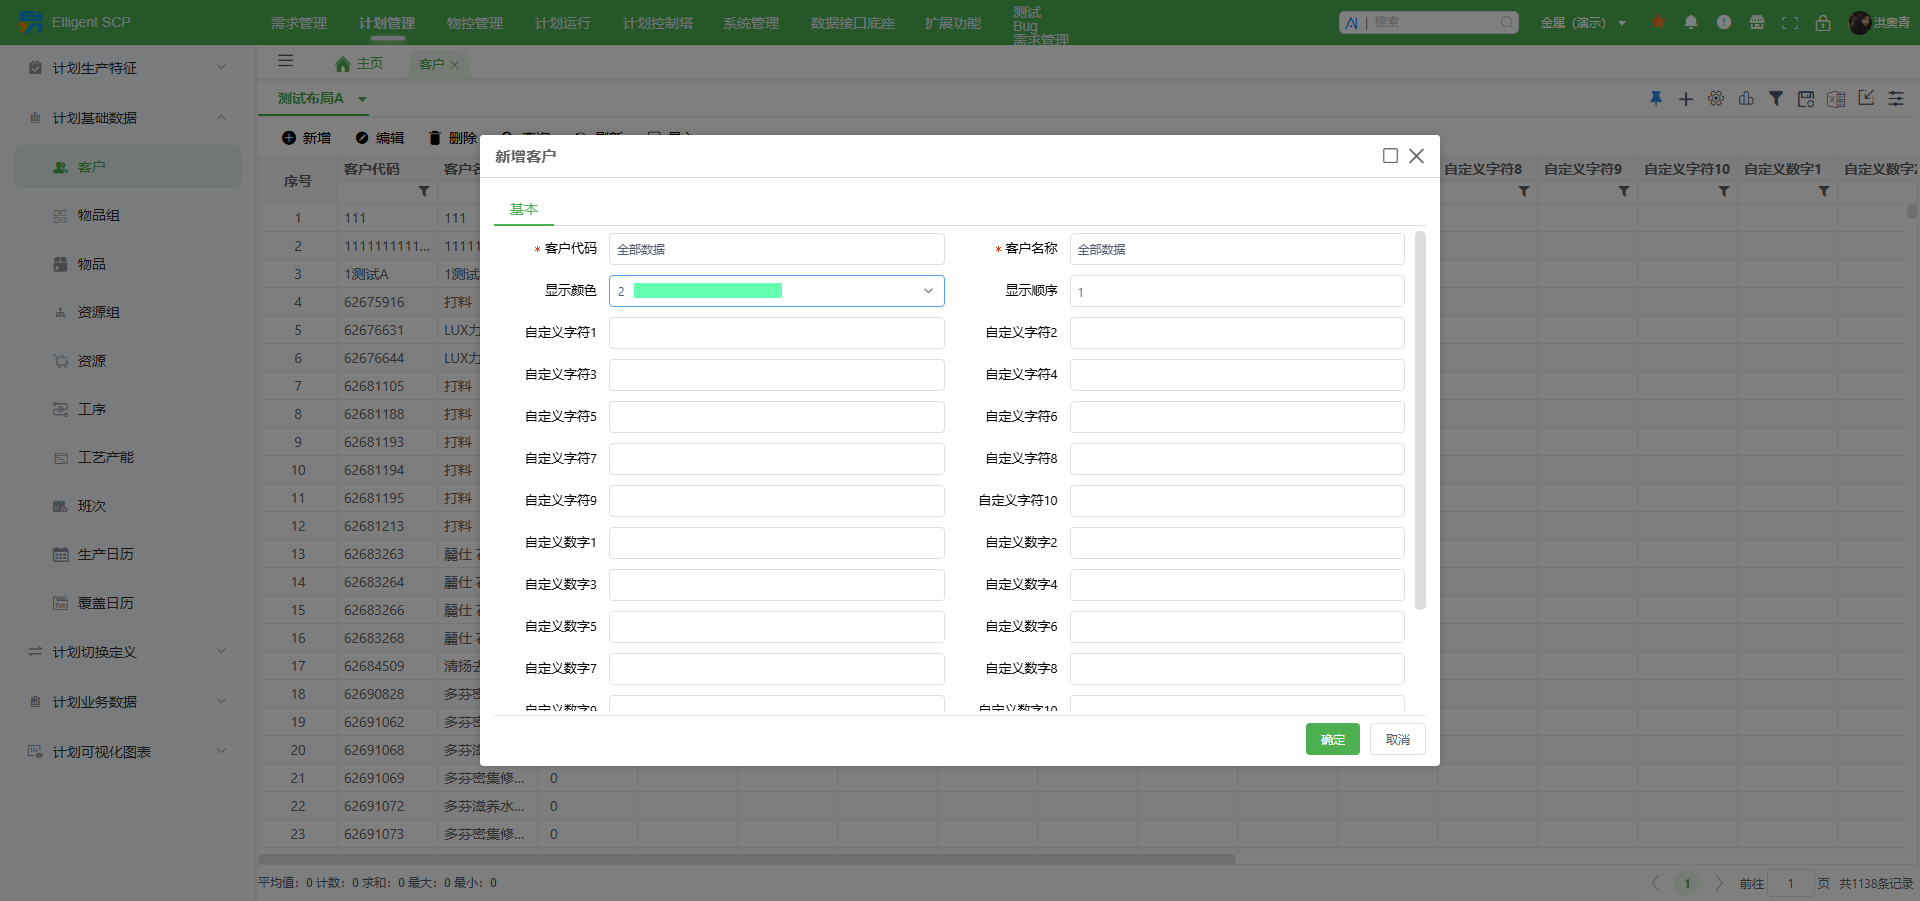 Elligent SCP
需求管理 计划管理 物控管理 计划运行 计划控制塔 系统管理 数据接口底座 扩展功能
测试
Bug
需求管理
AI | 搜索
金属（演示）
洪奥青
计划生产特征
计划基础数据
客户
物品组
物品
资源组
资源
工序
工艺产能
班次
生产日历
覆盖日历
计划切换定义
计划业务数据
计划可视化图表
主页 客户
测试布局A
新增 编辑 删除
序号 客户代码 自定义字符8 自定义字符9 自定义字符10 自定义数字1
1 111 111
2 1111111111...
3 1测试A 1测试
4 62675916 打料
5 62676631 LUX力
6 62676644 LUX力
7 62681105 打料
8 62681188 打料
9 62681193 打料
10 62681194 打料
11 62681195 打料
12 62681213 打料
13 62683263 麗仕
14 62683264 麗仕
15 62683266 麗仕
16 62683268 麗仕
17 62684509 清扬去
18 62690828 多芬密
19 62691062 多芬密
20 62691068 多芬滋
21 62691069 多芬密集修... 0
22 62691072 多芬滋养水... 0
23 62691073 多芬密集修... 0
平均值：0 计数：0 求和：0 最大：0 最小：0
1 前往 1 页 共1138条记录
新增客户
基本
* 客户代码 全部数据 * 客户名称 全部数据
显示颜色 2 显示顺序 1
自定义字符1 自定义字符2
自定义字符3 自定义字符4
自定义字符5 自定义字符6
自定义字符7 自定义字符8
自定义字符9 自定义字符10
自定义数字1 自定义数字2
自定义数字3 自定义数字4
自定义数字5 自定义数字6
自定义数字7 自定义数字8
自定义数字9 自定义数字10
确定 取消